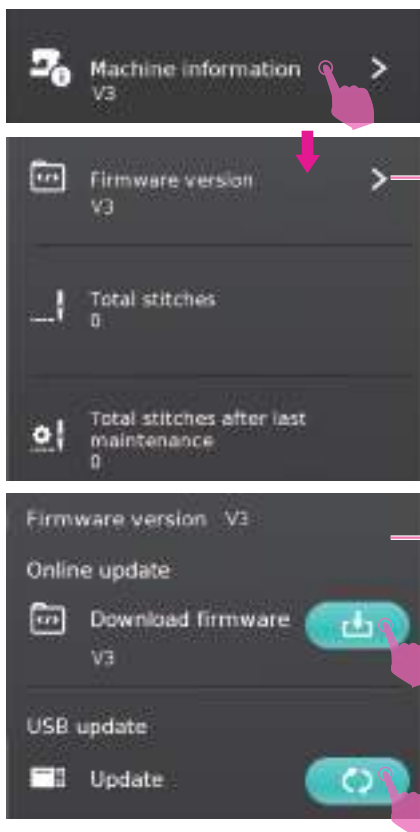 Machine information
V3
Firmware version
V3
Total stitches
0
Total stitches after last
maintenance
0
Firmware version V3
Online update
Download firmware
V3
USB update
Update